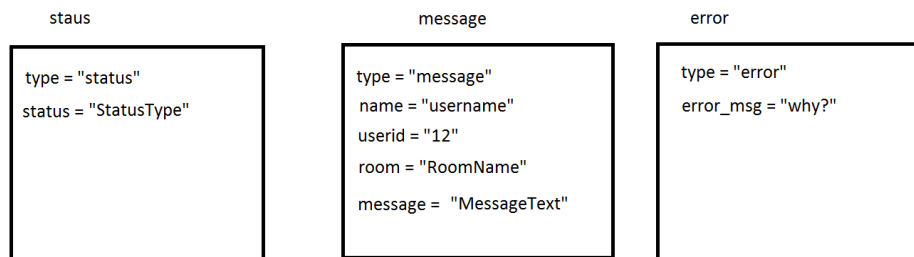 staus
type = "status"
status = "StatusType"
message
type = "message"
name = "username"
userid = "12"
room = "RoomName"
message =  "MessageText"
error
type = "error"
error_msg = "why?"